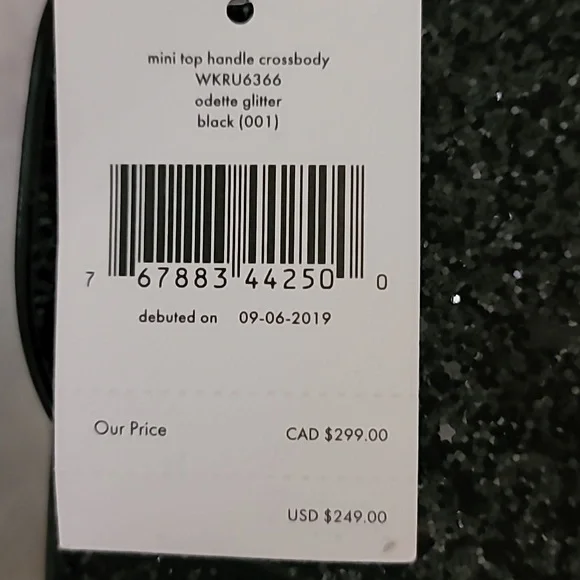 mini top handle crossbody
WKRU6366
odette glitter
black (001)
7 67883 44250 0
debuted on 09-06-2019
Our Price CAD $299.00
USD $249.00